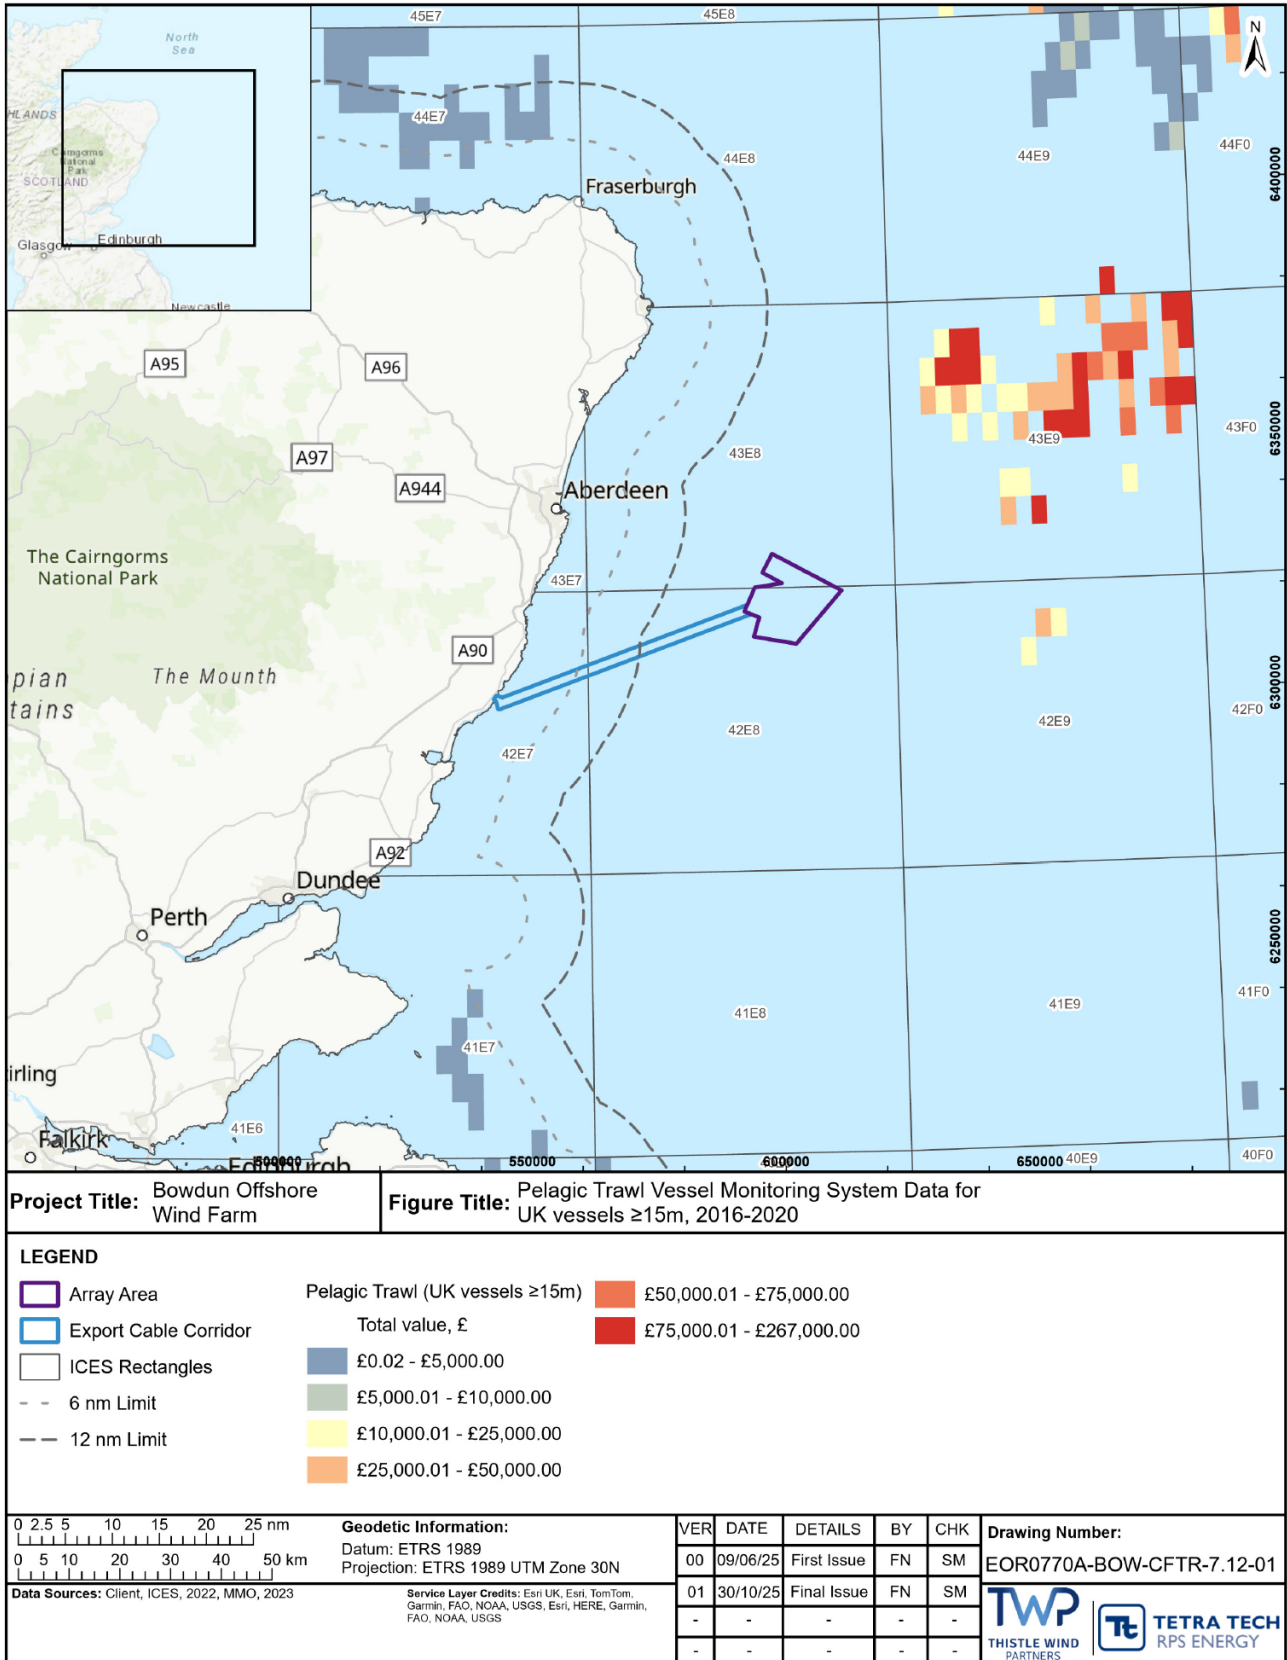 45E7
45E8
North
Sea
N
HLANDS
Cairngorms
National
Park
SCOTLAND
Glasgow
Edinburgh
Newcastle
44E7
44E8
44E9
44F0
6400000
Fraserburgh
A95
A96
A97
A944
43E8
43E9
43F0
6350000
Aberdeen
The Cairngorms
National Park
43E7
A90
The Mounth
pian
tains
6300000
42E7
42E8
42E9
42F0
A92
Dundee
Perth
6250000
41E7
41E8
41E9
41F0
irling
41E6
Falkirk
Edinburgh
500000
550000
600000
650000
40E9
40F0
Project Title:
Bowdun Offshore
Wind Farm
Figure Title:
Pelagic Trawl Vessel Monitoring System Data for
UK vessels ≥15m, 2016-2020
LEGEND
Array Area
Export Cable Corridor
ICES Rectangles
6 nm Limit
12 nm Limit
Pelagic Trawl (UK vessels ≥15m)
Total value, £
£0.02 - £5,000.00
£5,000.01 - £10,000.00
£10,000.01 - £25,000.00
£25,000.01 - £50,000.00
£50,000.01 - £75,000.00
£75,000.01 - £267,000.00
0 2.5 5 10 15 20 25 nm
0 5 10 20 30 40 50 km
Geodetic Information:
Datum: ETRS 1989
Projection: ETRS 1989 UTM Zone 30N
Data Sources: Client, ICES, 2022, MMO, 2023
Service Layer Credits: Esri UK, Esri, TomTom,
Garmin, FAO, NOAA, USGS, Esri, HERE, Garmin,
FAO, NOAA, USGS
VER DATE DETAILS BY CHK
00 09/06/25 First Issue FN SM
01 30/10/25 Final Issue FN SM
- - - - -
- - - - -
Drawing Number:
EOR0770A-BOW-CFTR-7.12-01
TWP
THISTLE WIND
PARTNERS
Tt
TETRA TECH
RPS ENERGY